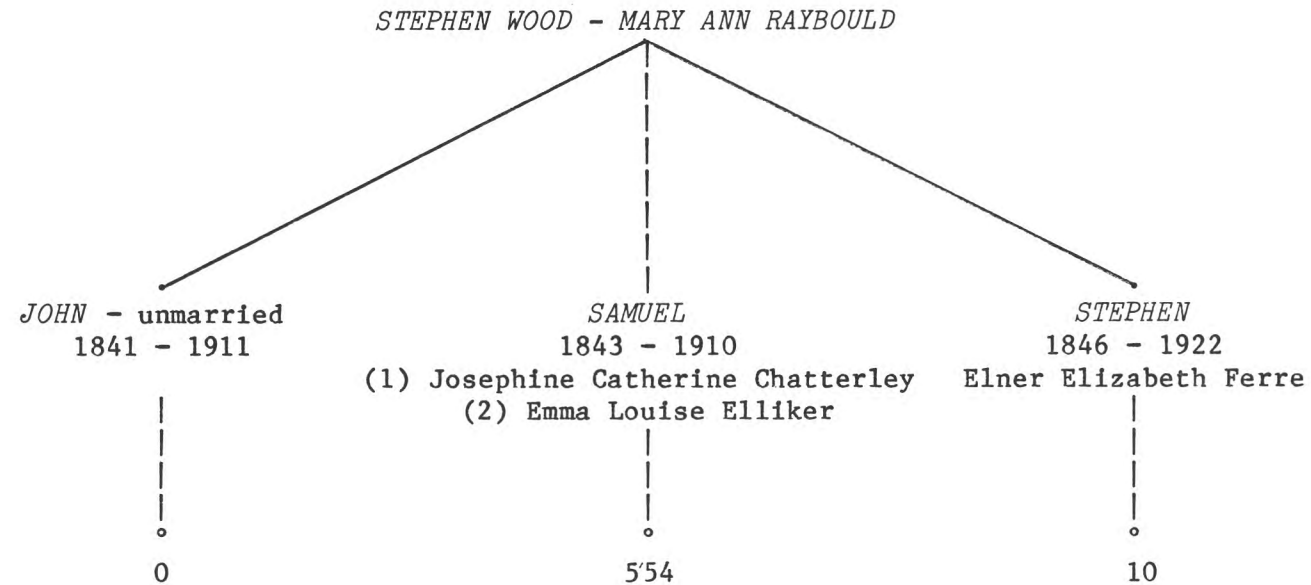 STEPHEN WOOD - MARY ANN RAYBOULD
JOHN - unmarried
1841 - 1911
SAMUEL
1843 - 1910
(1) Josephine Catherine Chatterley
(2) Emma Louise Elliker
STEPHEN
1846 - 1922
Elner Elizabeth Ferre
0
5'54
10